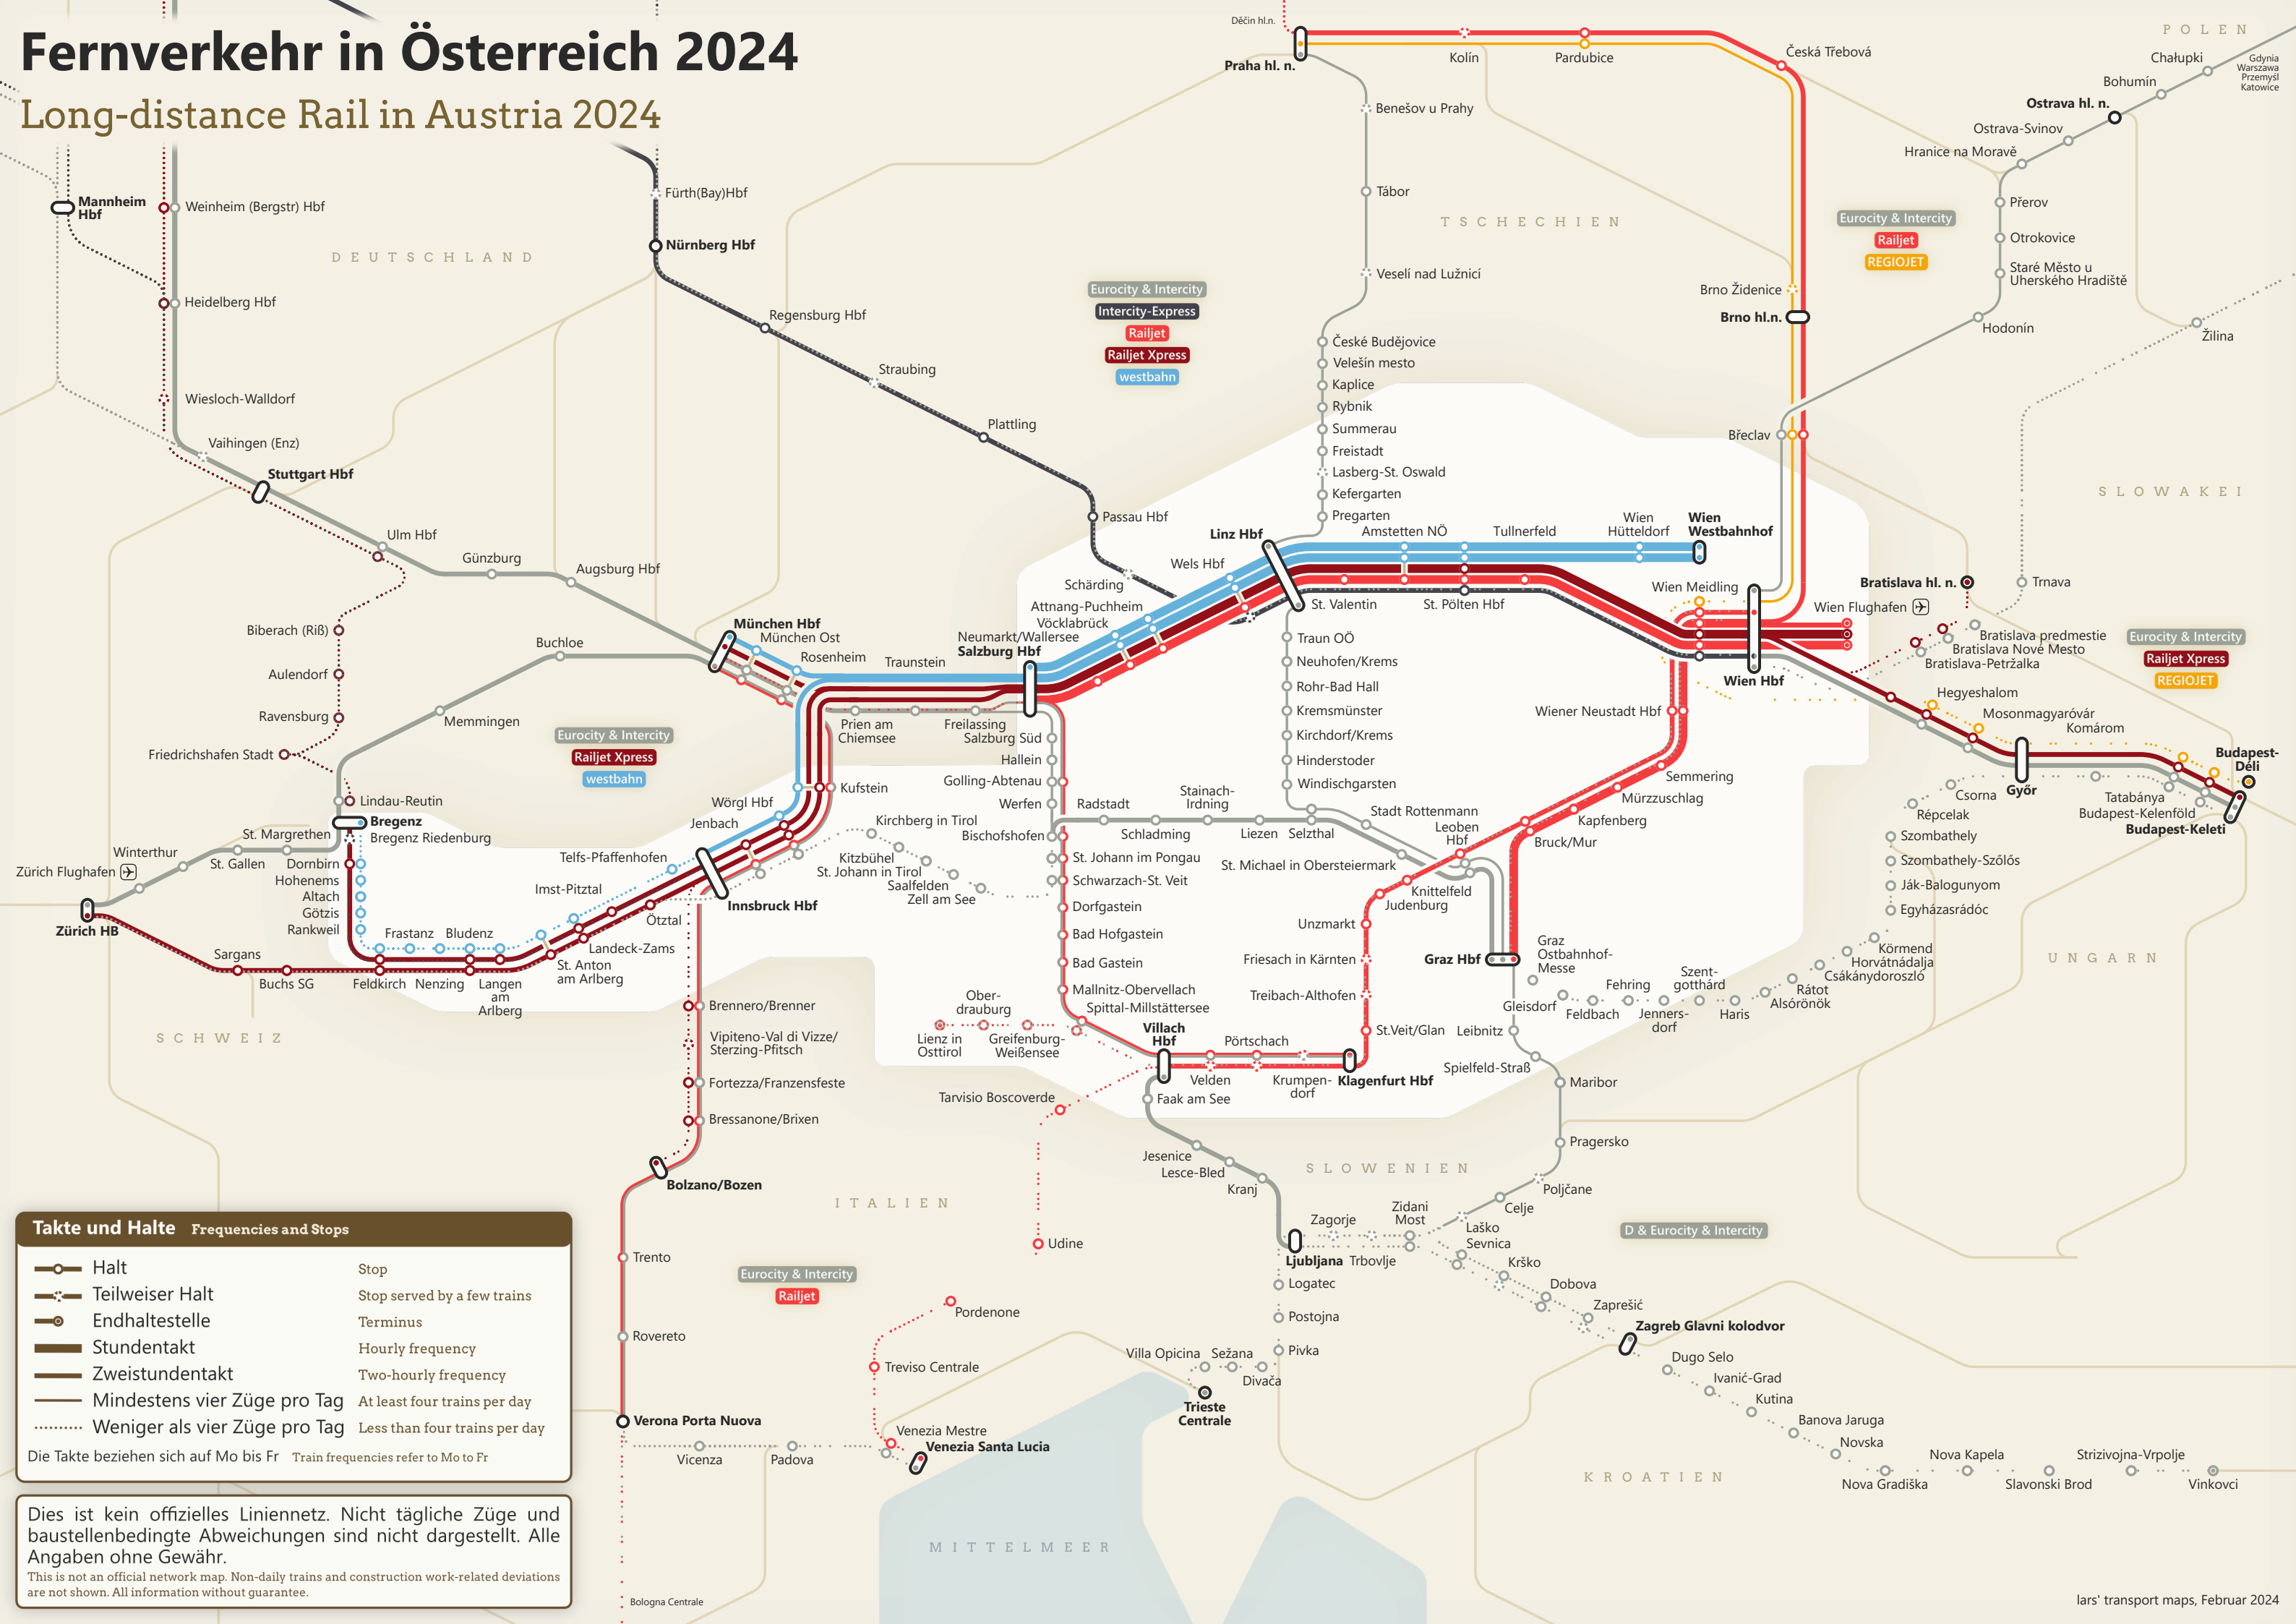 Fernverkehr in Österreich 2024
Long-distance Rail in Austria 2024
Děčín hl.n.
Praha hl. n.
Kolín
Pardubice
Česká Třebová
POLEN
Chałupki
Gdynia
Warszawa
Przemyśl
Katowice
Bohumín
Ostrava hl. n.
Ostrava-Svinov
Hranice na Moravě
Přerov
Otrokovice
Staré Město u
Uherského Hradiště
Hodonín
Žilina
Benešov u Prahy
Tábor
Veselí nad Lužnicí
TSCHECHIEN
Eurocity & Intercity
Railjet
REGIOJET
Brno Židenice
Brno hl.n.
Břeclav
Mannheim
Hbf
Weinheim (Bergstr) Hbf
DEUTSCHLAND
Heidelberg Hbf
Wiesloch-Walldorf
Vaihingen (Enz)
Stuttgart Hbf
Ulm Hbf
Günzburg
Augsburg Hbf
Fürth(Bay)Hbf
Nürnberg Hbf
Regensburg Hbf
Straubing
Plattling
Passau Hbf
Schärding
Eurocity & Intercity
Intercity-Express
Railjet
Railjet Xpress
westbahn
České Budějovice
Velešín mesto
Kaplice
Rybnik
Summerau
Freistadt
Lasberg-St. Oswald
Kefergarten
Pregarten
SLOWAKEI
Linz Hbf
Wels Hbf
Attnang-Puchheim
Vöcklabrück
Neumarkt/Wallersee
Salzburg Hbf
Amstetten NÖ
Tullnerfeld
Wien
Hütteldorf
Wien
Westbahnhof
St. Valentin
St. Pölten Hbf
Wien Meidling
Wien Hbf
Wien Flughafen
Bratislava hl. n.
Trnava
Bratislava predmestie
Bratislava Nové Mesto
Bratislava-Petržalka
Eurocity & Intercity
Railjet Xpress
REGIOJET
Hegyeshalom
Mosonmagyaróvár
Komárom
Budapest-
Déli
Győr
Tatabánya
Budapest-Kelenföld
Budapest-Keleti
Csorna
Répcelak
Szombathely
Szombathely-Szőlős
Ják-Balogunyom
Egyházasrádóc
Körmend
Horvátnádalja
Csákánydoroszló
Rátot
Alsórönök
Haris
Szent-
gotthárd
Jenners-
dorf
Fehring
Feldbach
Gleisdorf
Graz
Ostbahnhof-
Messe
UNGARN
Biberach (Riß)
Aulendorf
Ravensburg
Friedrichshafen Stadt
Buchloe
Memmingen
Lindau-Reutin
Bregenz
Bregenz Riedenburg
St. Margrethen
St. Gallen
Winterthur
Zürich Flughafen
Zürich HB
Dornbirn
Hohenems
Altach
Götzis
Rankweil
Sargans
Buchs SG
Feldkirch
Frastanz
Nenzing
Bludenz
Langen
am
Arlberg
St. Anton
am Arlberg
Landeck-Zams
Imst-Pitztal
Ötztal
Telfs-Pfaffenhofen
Innsbruck Hbf
Jenbach
Wörgl Hbf
Kufstein
SCHWEIZ
Eurocity & Intercity
Railjet Xpress
westbahn
München Hbf
München Ost
Rosenheim
Traunstein
Prien am
Chiemsee
Freilassing
Salzburg Süd
Hallein
Golling-Abtenau
Werfen
Bischofshofen
St. Johann im Pongau
Schwarzach-St. Veit
Dorfgastein
Bad Hofgastein
Bad Gastein
Mallnitz-Obervellach
Spittal-Millstättersee
Kirchberg in Tirol
Kitzbühel
St. Johann in Tirol
Saalfelden
Zell am See
Radstadt
Schladming
Stainach-
Irdning
Liezen
Selzthal
Traun OÖ
Neuhofen/Krems
Rohr-Bad Hall
Kremsmünster
Kirchdorf/Krems
Hinderstoder
Windischgarsten
Stadt Rottenmann
St. Michael in Obersteiermark
Leoben
Hbf
Wiener Neustadt Hbf
Semmering
Mürzzuschlag
Kapfenberg
Bruck/Mur
Knittelfeld
Judenburg
Unzmarkt
Friesach in Kärnten
Treibach-Althofen
St.Veit/Glan
Graz Hbf
Leibnitz
Spielfeld-Straß
Maribor
Pragersko
Poljčane
Celje
Laško
Zidani
Most
Zagorje
Trbovlje
Ljubljana
Ober-
drauburg
Lienz in
Osttirol
Greifenburg-
Weißensee
Villach
Hbf
Pörtschach
Velden
Krumpen-
dorf
Klagenfurt Hbf
Faak am See
Tarvisio Boscoverde
Udine
Pordenone
Treviso Centrale
Venezia Mestre
Venezia Santa Lucia
Jesenice
Lesce-Bled
Kranj
SLOWENIEN
D & Eurocity & Intercity
Sevnica
Krško
Dobova
Zaprešić
Zagreb Glavni kolodvor
Dugo Selo
Ivanić-Grad
Kutina
Banova Jaruga
Novska
Nova Gradiška
Nova Kapela
Slavonski Brod
Strizivojna-Vrpolje
Vinkovci
KROATIEN
Logatec
Postojna
Pivka
Divača
Sežana
Villa Opicina
Trieste
Centrale
Brennero/Brenner
Vipiteno-Val di Vizze/
Sterzing-Pfitsch
Fortezza/Franzensfeste
Bressanone/Brixen
Bolzano/Bozen
Trento
Rovereto
Verona Porta Nuova
Vicenza
Padova
Bologna Centrale
ITALIEN
Eurocity & Intercity
Railjet
MITTELMEER
Takte und Halte Frequencies and Stops
Halt Stop
Teilweiser Halt Stop served by a few trains
Endhaltestelle Terminus
Stundentakt Hourly frequency
Zweistundentakt Two-hourly frequency
Mindestens vier Züge pro Tag At least four trains per day
Weniger als vier Züge pro Tag Less than four trains per day
Die Takte beziehen sich auf Mo bis Fr Train frequencies refer to Mo to Fr
Dies ist kein offizielles Liniennetz. Nicht tägliche Züge und
baustellenbedingte Abweichungen sind nicht dargestellt. Alle
Angaben ohne Gewähr.
This is not an official network map. Non-daily trains and construction work-related deviations
are not shown. All information without guarantee.
lars' transport maps, Februar 2024